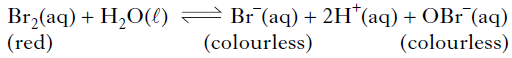 Br₂(aq) + H₂O(ℓ) ⇌ Br⁻(aq) + 2H⁺(aq) + OBr⁻(aq)
(red) (colourless) (colourless)